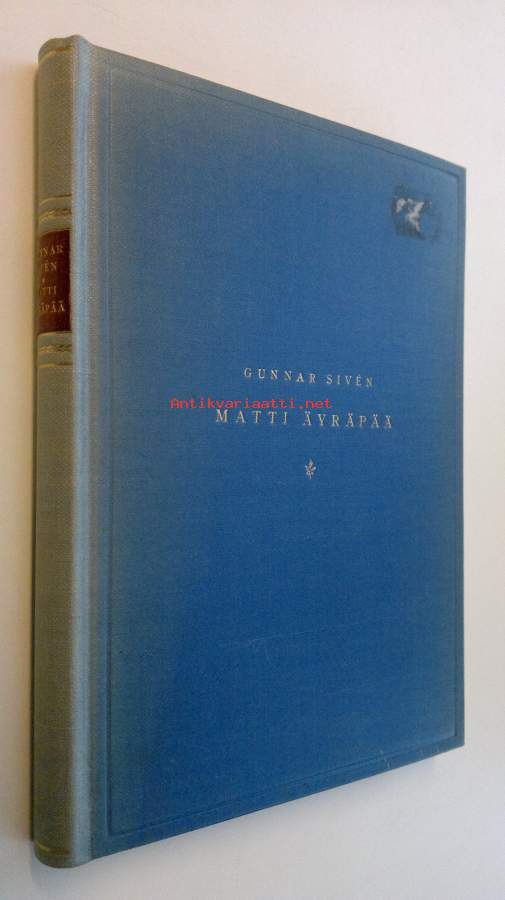 GUNNAR SIVÉN
Antikvariaatti.net
MATTI ÄYRÄPÄÄ